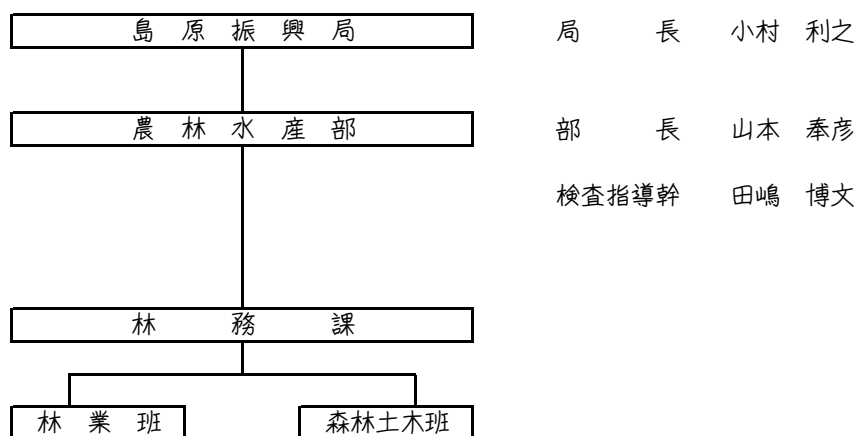 島原振興局 局長 小村 利之
農林水産部 部長 山本 奉彦
検査指導幹 田嶋 博文
林務課
林業班 森林土木班